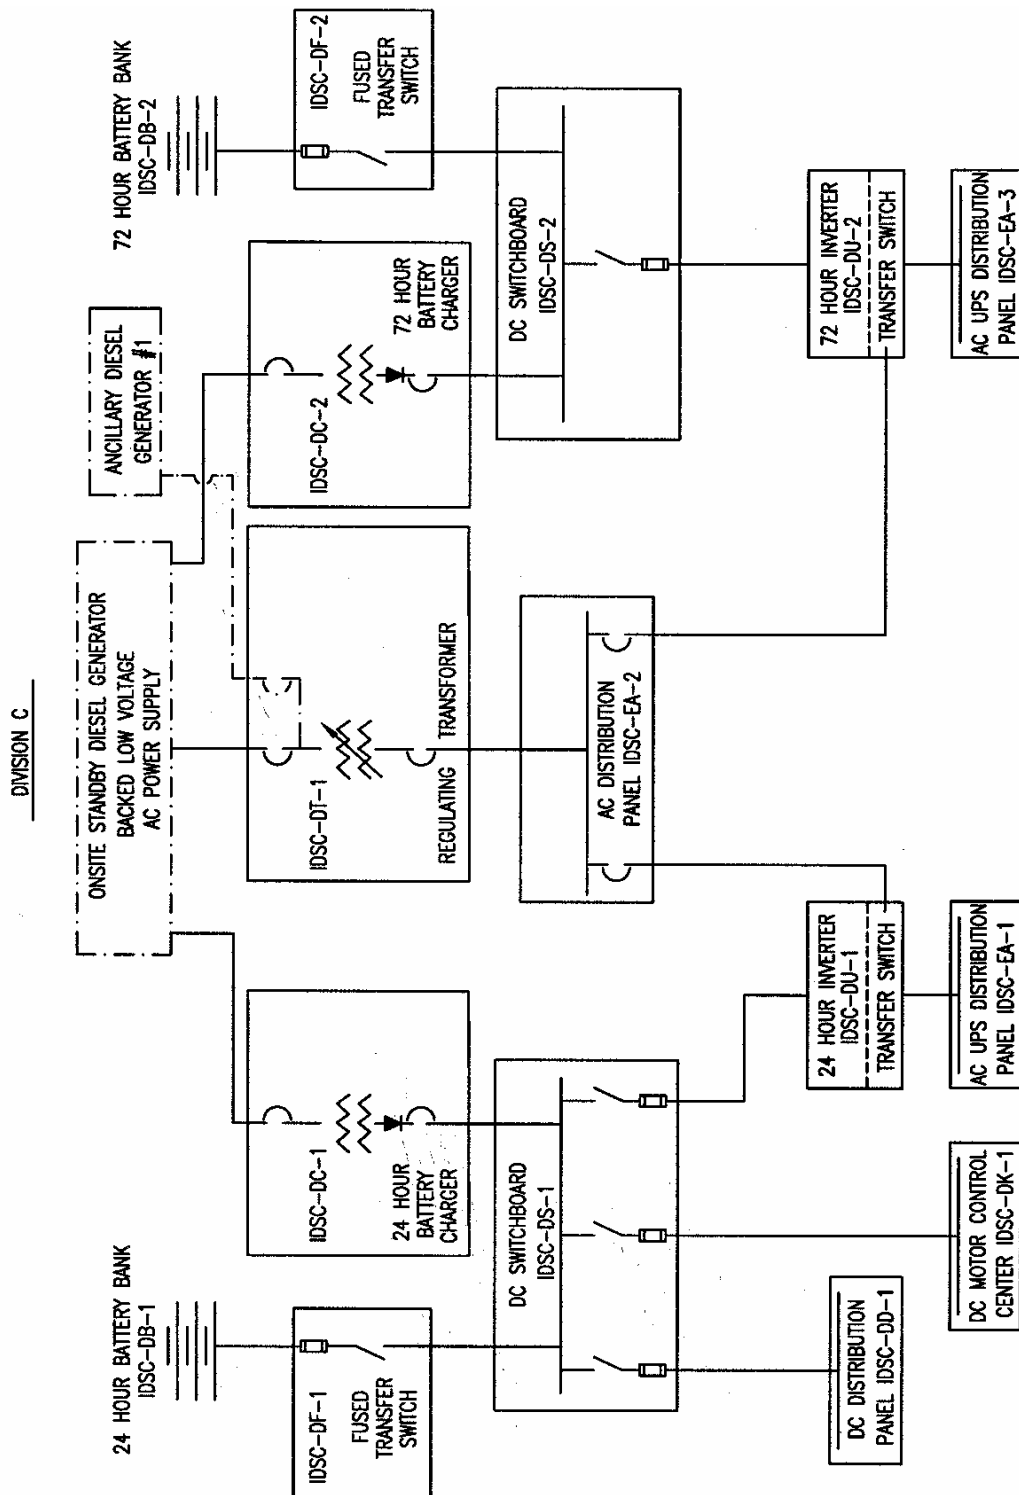 DIVISION C
24 HOUR BATTERY BANK
IDSC-DB-1
ONSITE STANDBY DIESEL GENERATOR
BACKED LOW VOLTAGE
AC POWER SUPPLY
ANCILLARY DIESEL
GENERATOR #1
72 HOUR BATTERY BANK
IDSC-DB-2
IDSC-DF-1
FUSED
TRANSFER
SWITCH
IDSC-DC-1
24 HOUR
BATTERY
CHARGER
IDSC-DT-1
REGULATING TRANSFORMER
IDSC-DC-2
72 HOUR
BATTERY
CHARGER
IDSC-DF-2
FUSED
TRANSFER
SWITCH
DC SWITCHBOARD
IDSC-DS-1
AC DISTRIBUTION
PANEL IDSC-EA-2
DC SWITCHBOARD
IDSC-DS-2
24 HOUR INVERTER
IDSC-DU-1
TRANSFER SWITCH
72 HOUR INVERTER
IDSC-DU-2
TRANSFER SWITCH
DC DISTRIBUTION
PANEL IDSC-DD-1
DC MOTOR CONTROL
CENTER IDSC-DK-1
AC UPS DISTRIBUTION
PANEL IDSC-EA-1
AC UPS DISTRIBUTION
PANEL IDSC-EA-3